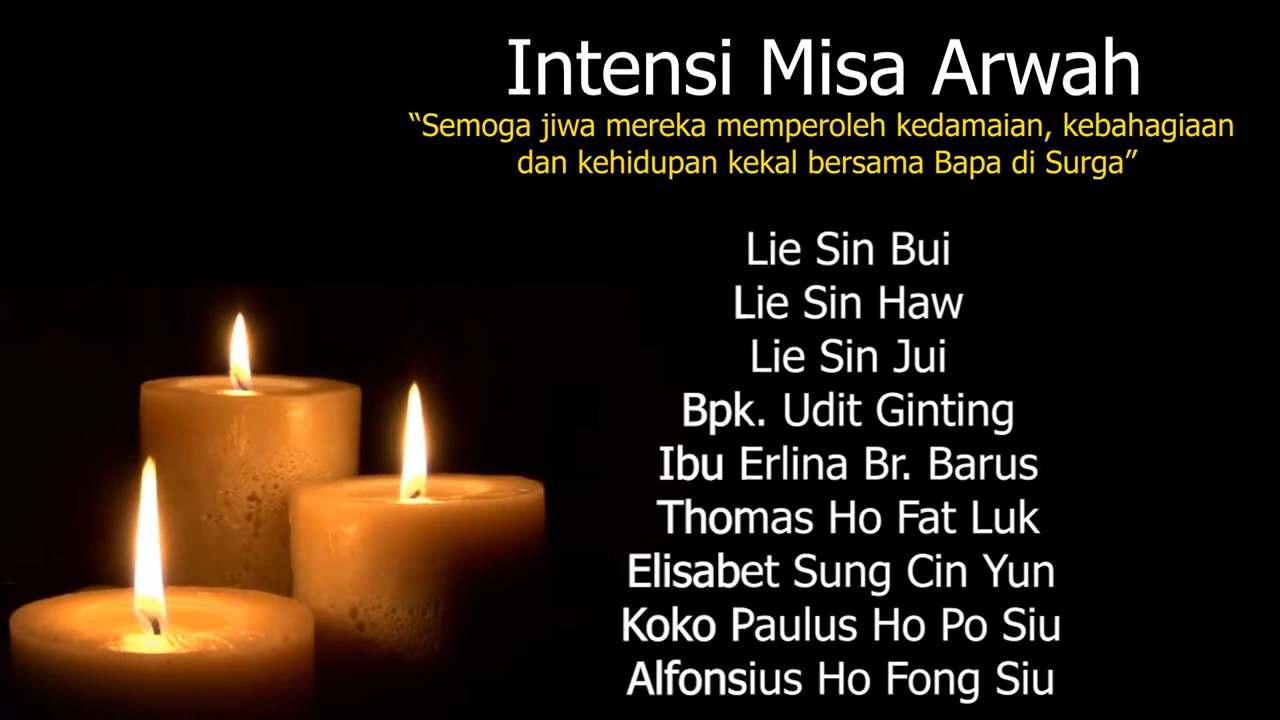 Intensi Misa Arwah
“Semoga jiwa mereka memperoleh kedamaian, kebahagiaan
dan kehidupan kekal bersama Bapa di Surga”
Lie Sin Bui
Lie Sin Haw
Lie Sin Jui
Bpk. Udit Ginting
Ibu Erlina Br. Barus
Thomas Ho Fat Luk
Elisabet Sung Cin Yun
Koko Paulus Ho Po Siu
Alfonsius Ho Fong Siu